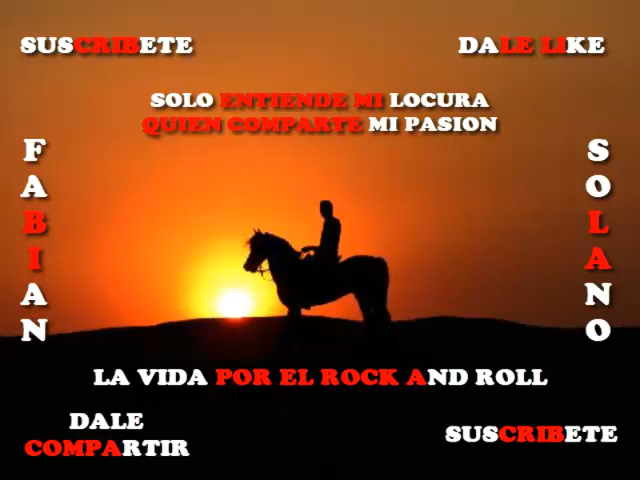 SUSCRIBETE
DALE LIKE
SOLO ENTIENDE MI LOCURA
QUIEN COMPARTE MI PASION
FABIAN
SOLANO
LA VIDA POR EL ROCK AND ROLL
DALE
COMPARTIR
SUSCRIBETE